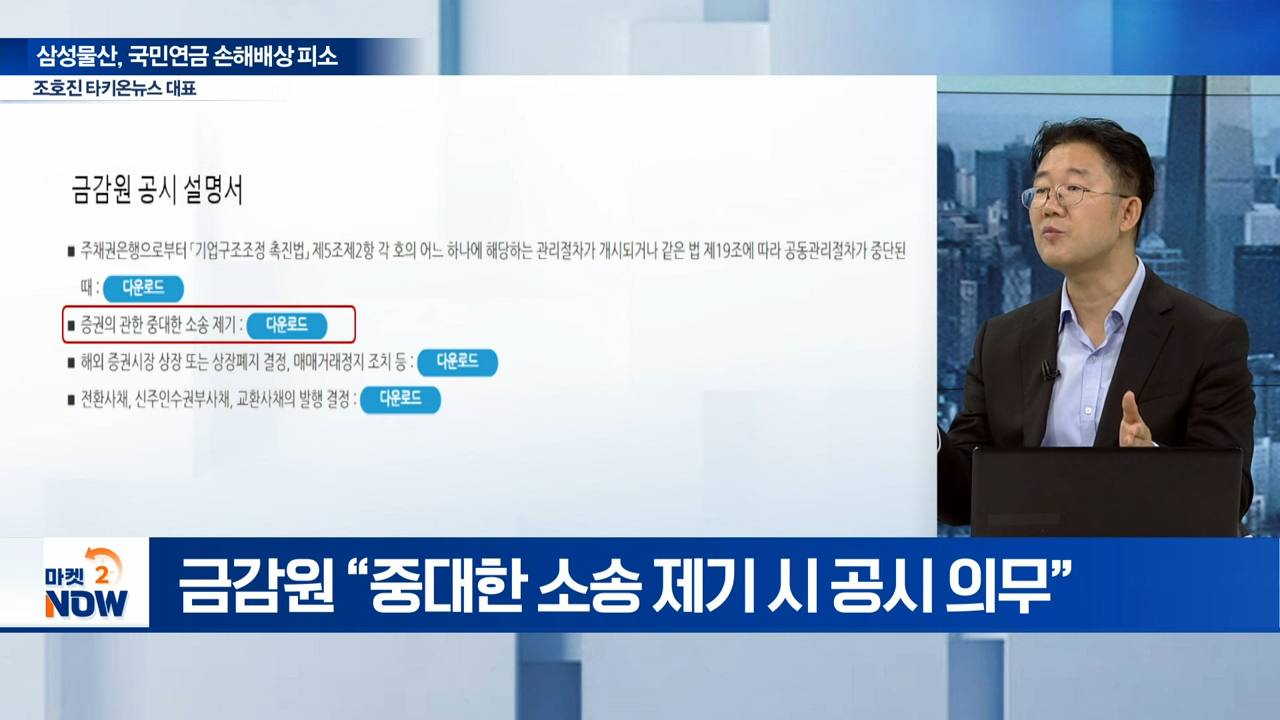 삼성물산, 국민연금 손해배상 피소
조호진 타키온뉴스 대표
금감원 공시 설명서
■ 주채권은행으로부터 「기업구조조정 촉진법」 제5조제2항 각 호의 어느 하나에 해당하는 관리절차가 개시되거나 같은 법 제19조에 따라 공동관리절차가 중단된
때 : 다운로드
■ 증권의 관한 중대한 소송 제기 : 다운로드
■ 해외 증권시장 상장 또는 상장폐지 결정, 매매거래정지 조치 등 : 다운로드
■ 전환사채, 신주인수권부사채, 교환사채의 발행 결정 : 다운로드
마켓 2
NOW
금감원 “중대한 소송 제기 시 공시 의무”